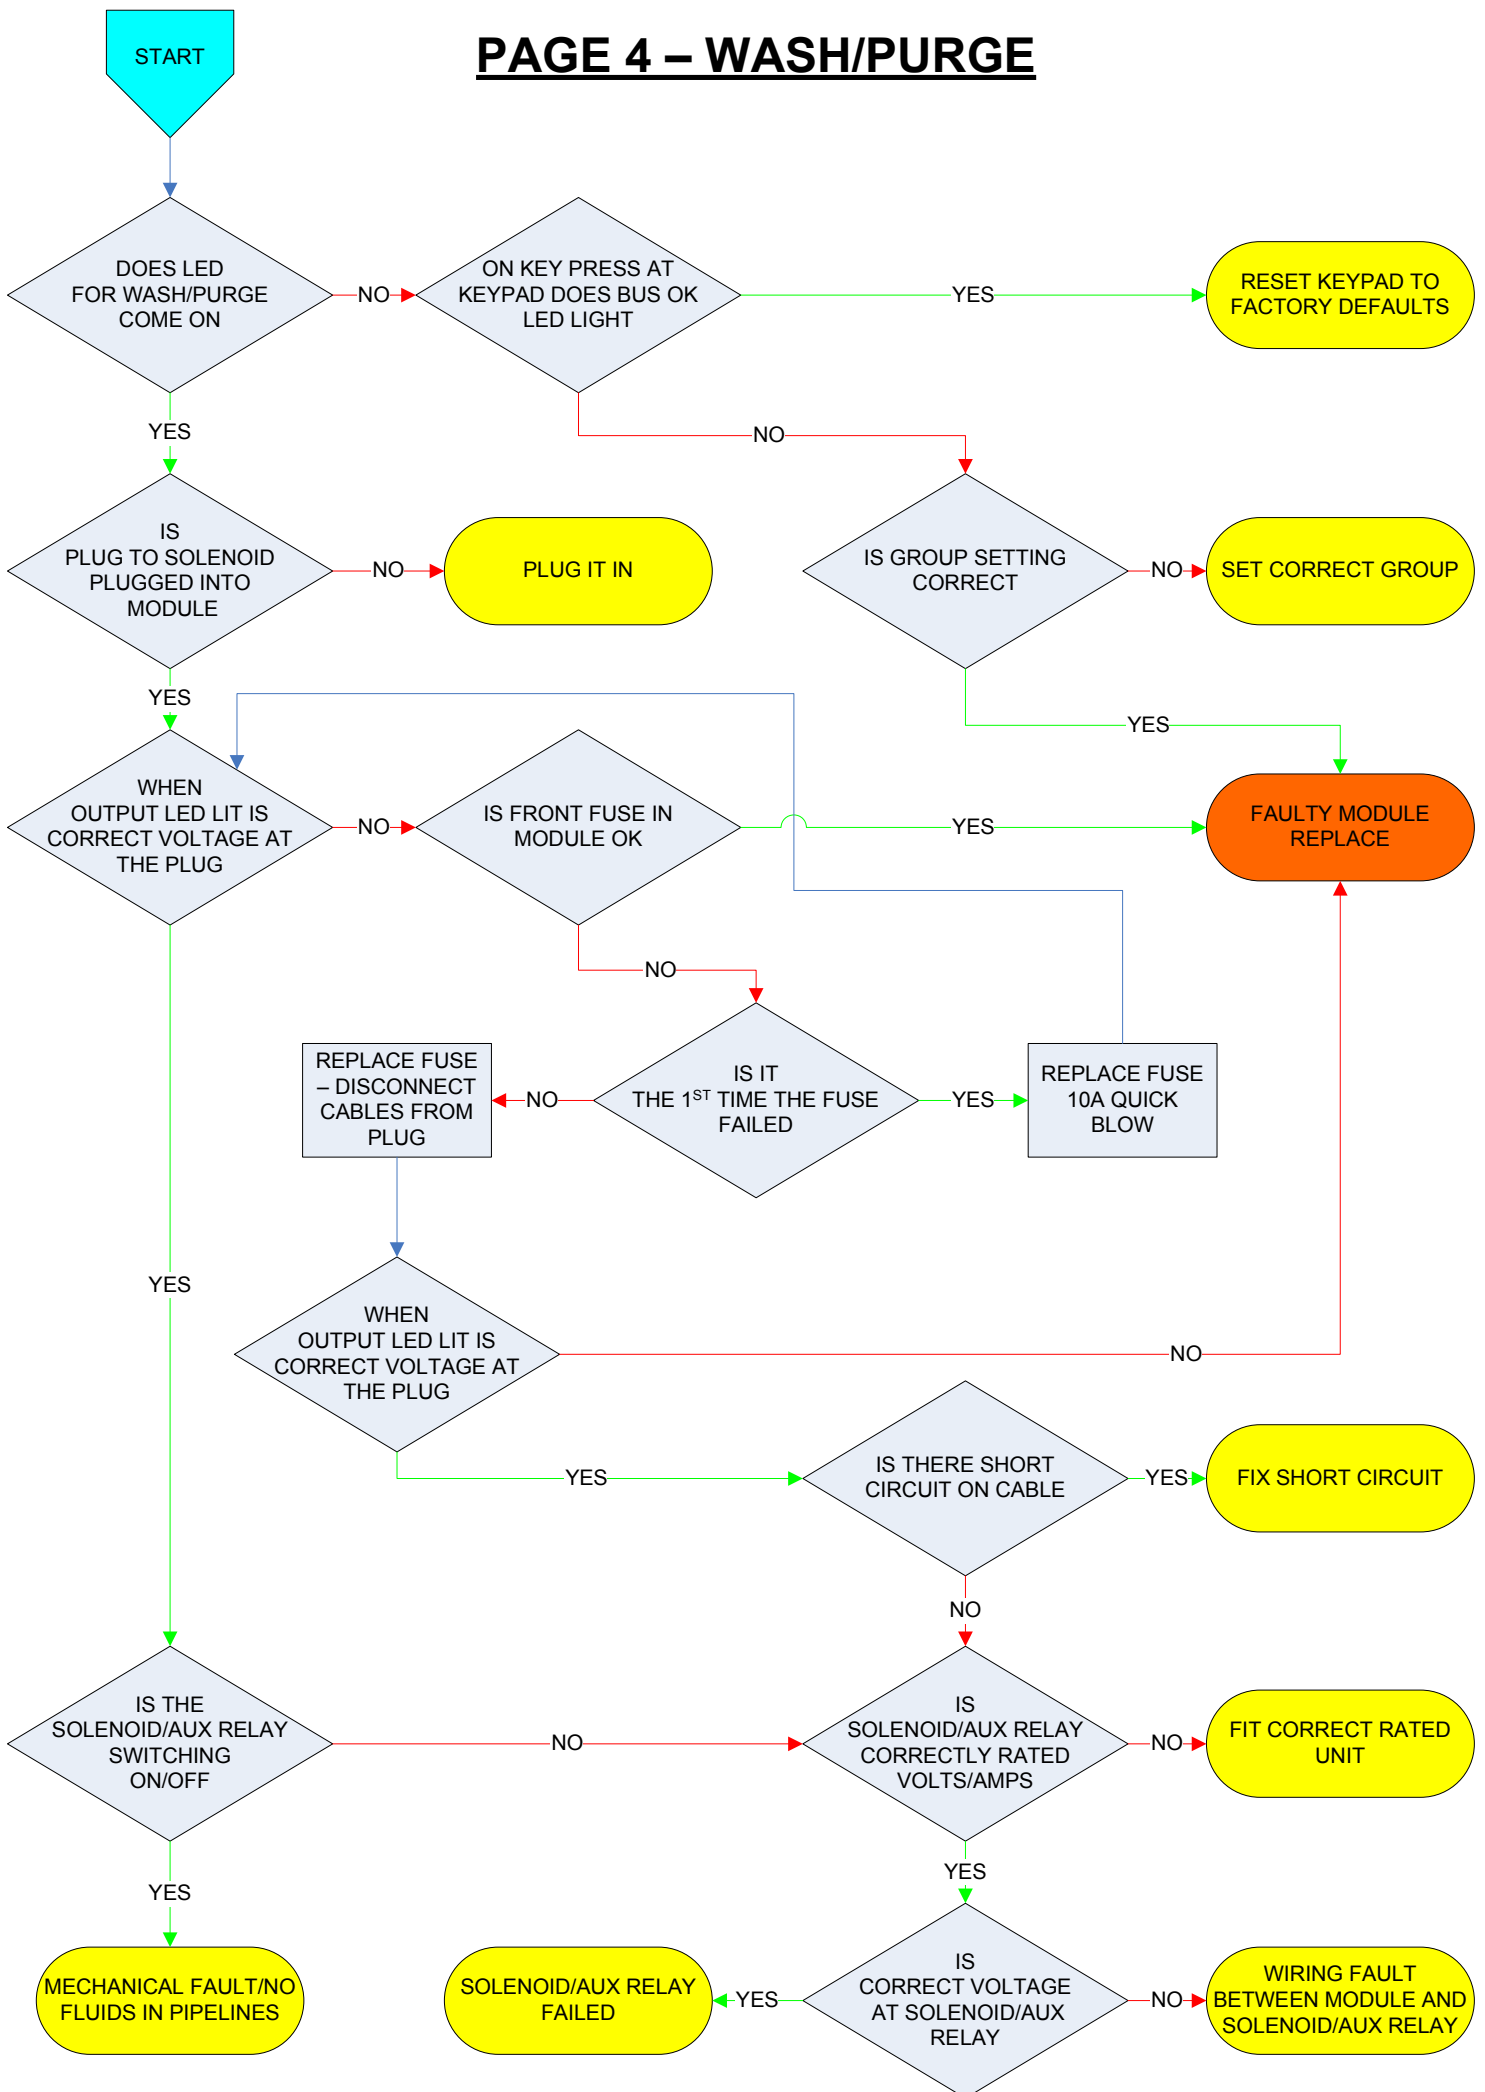 START
PAGE 4 – WASH/PURGE
DOES LED
FOR WASH/PURGE
COME ON
NO
ON KEY PRESS AT
KEYPAD DOES BUS OK
LED LIGHT
YES
RESET KEYPAD TO
FACTORY DEFAULTS
YES
NO
IS
PLUG TO SOLENOID
PLUGGED INTO
MODULE
NO
PLUG IT IN
IS GROUP SETTING
CORRECT
NO
SET CORRECT GROUP
YES
YES
WHEN
OUTPUT LED LIT IS
CORRECT VOLTAGE AT
THE PLUG
NO
IS FRONT FUSE IN
MODULE OK
YES
FAULTY MODULE
REPLACE
NO
REPLACE FUSE
– DISCONNECT
CABLES FROM
PLUG
NO
IS IT
THE 1ST TIME THE FUSE
FAILED
YES
REPLACE FUSE
10A QUICK
BLOW
YES
WHEN
OUTPUT LED LIT IS
CORRECT VOLTAGE AT
THE PLUG
NO
YES
IS THERE SHORT
CIRCUIT ON CABLE
YES
FIX SHORT CIRCUIT
NO
IS THE
SOLENOID/AUX RELAY
SWITCHING
ON/OFF
NO
IS
SOLENOID/AUX RELAY
CORRECTLY RATED
VOLTS/AMPS
NO
FIT CORRECT RATED
UNIT
YES
YES
MECHANICAL FAULT/NO
FLUIDS IN PIPELINES
SOLENOID/AUX RELAY
FAILED
YES
IS
CORRECT VOLTAGE
AT SOLENOID/AUX
RELAY
NO
WIRING FAULT
BETWEEN MODULE AND
SOLENOID/AUX RELAY